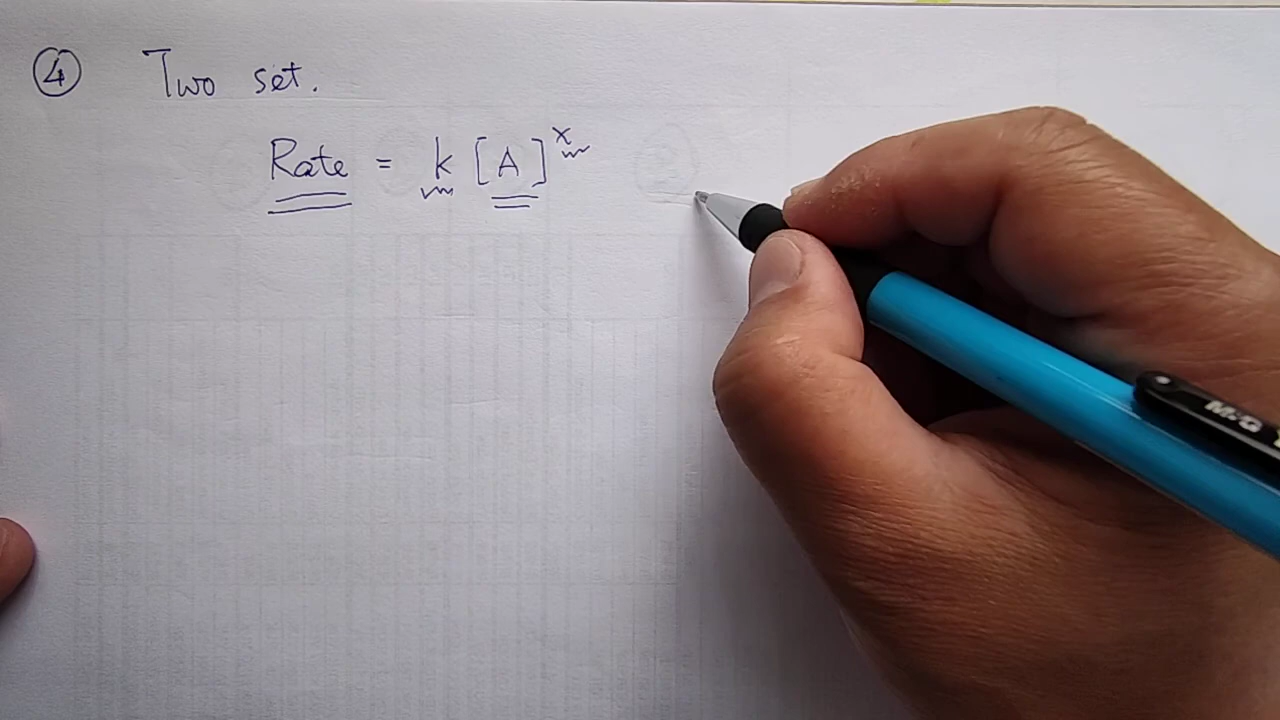 ④ Two set.
Rate = k [A]^x
M&G